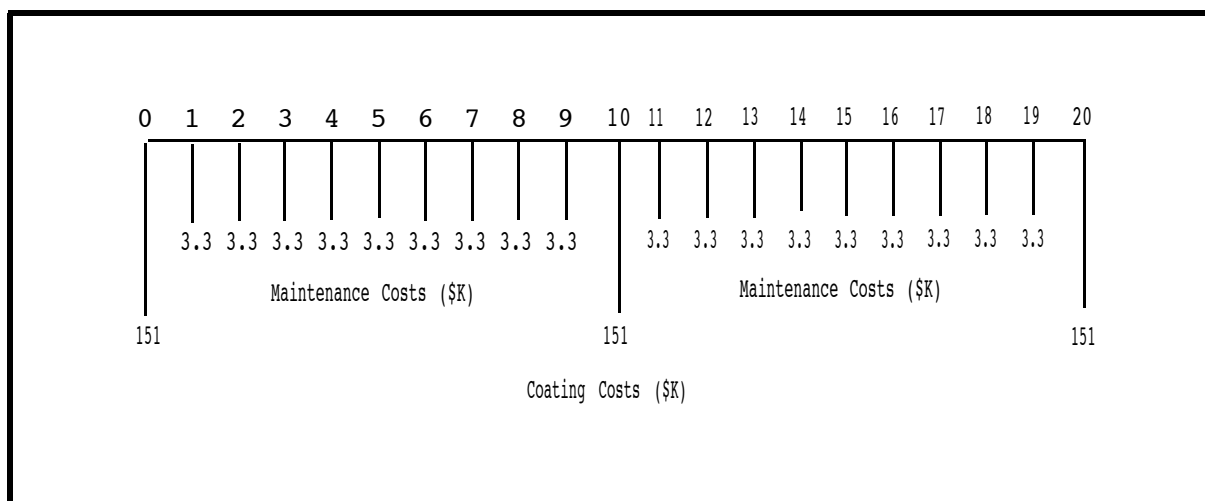 0 1 2 3 4 5 6 7 8 9 10 11 12 13 14 15 16 17 18 19 20
3.3 3.3 3.3 3.3 3.3 3.3 3.3 3.3 3.3 3.3 3.3 3.3 3.3 3.3 3.3 3.3 3.3 3.3
Maintenance Costs ($K) Maintenance Costs ($K)
151 151 151
Coating Costs ($K)